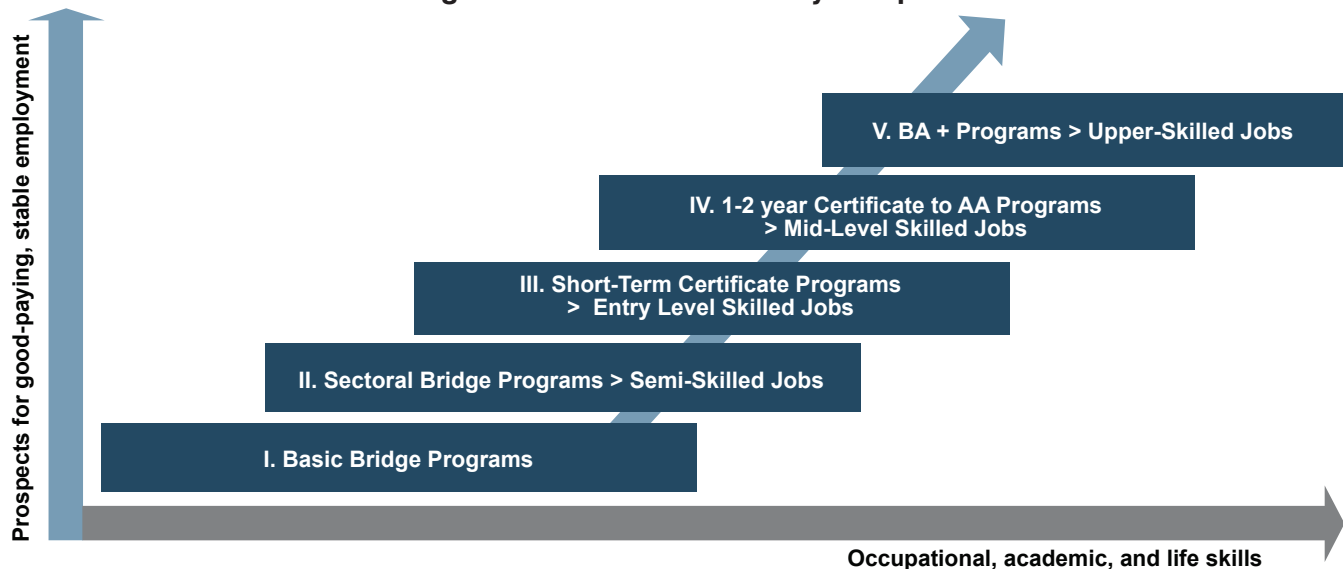 Prospects for good-paying, stable employment
V. BA + Programs > Upper-Skilled Jobs
IV. 1-2 year Certificate to AA Programs
> Mid-Level Skilled Jobs
III. Short-Term Certificate Programs
> Entry Level Skilled Jobs
II. Sectoral Bridge Programs > Semi-Skilled Jobs
I. Basic Bridge Programs
Occupational, academic, and life skills